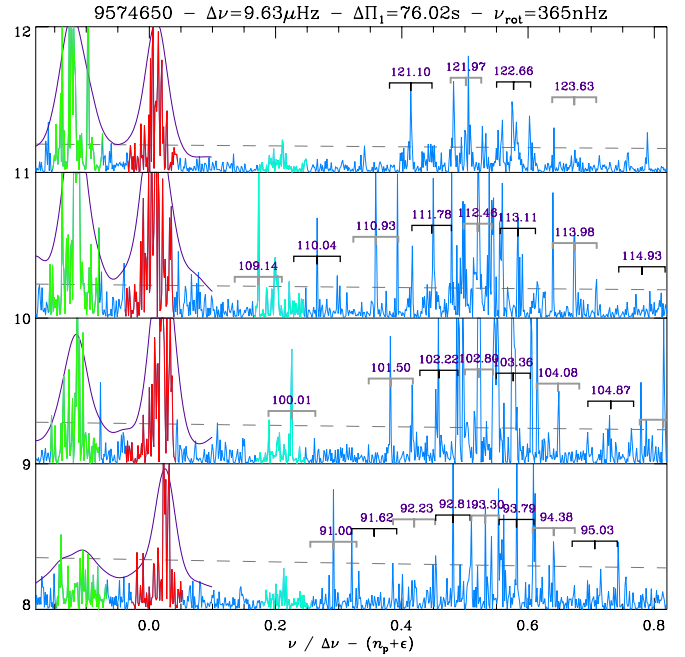 9574650 − Δν=9.63μHz − ΔΠ₁=76.02s − ν_rot=365nHz
12
121.10 121.97 122.66 123.63
11
109.14 110.04 110.93 111.78 112.46 113.11 113.98 114.93
10
100.01 101.50 102.22 102.80 103.36 104.08 104.87
9
91.00 91.62 92.23 92.81 93.30 93.79 94.38 95.03
8
0.0 0.2 0.4 0.6 0.8
ν / Δν − (n_p+ϵ)